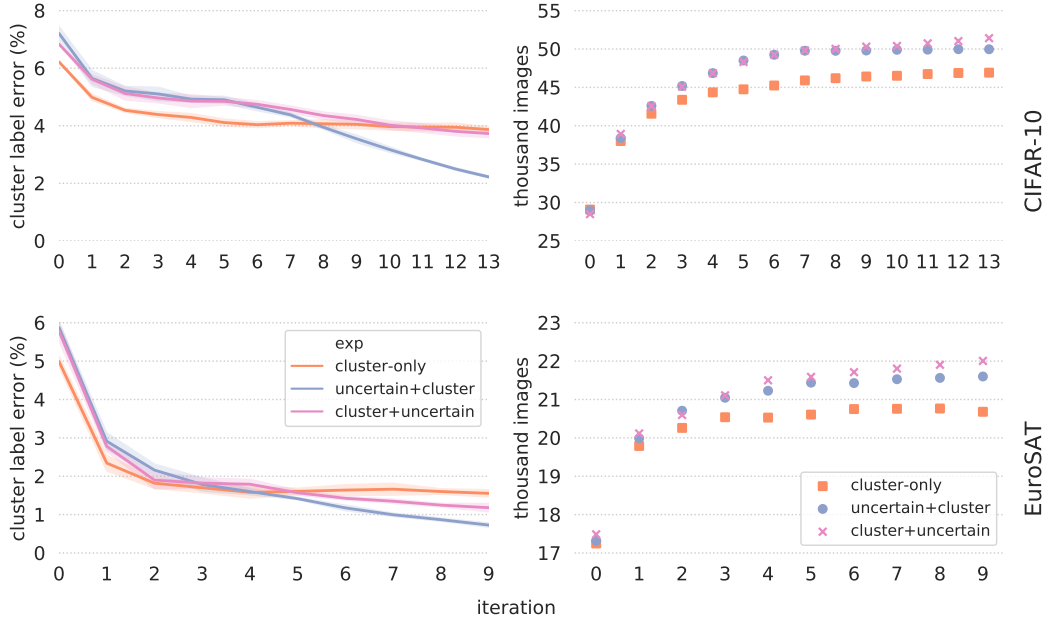 cluster label error (%)
8
6
4
2
0
0 1 2 3 4 5 6 7 8 9 10 11 12 13
thousand images
55
50
45
40
35
30
25
0 1 2 3 4 5 6 7 8 9 10 11 12 13
CIFAR-10
cluster label error (%)
6
5
4
3
2
1
0
exp
cluster-only
uncertain+cluster
cluster+uncertain
0 1 2 3 4 5 6 7 8 9
thousand images
23
22
21
20
19
18
17
cluster-only
uncertain+cluster
cluster+uncertain
0 1 2 3 4 5 6 7 8 9
EuroSAT
iteration